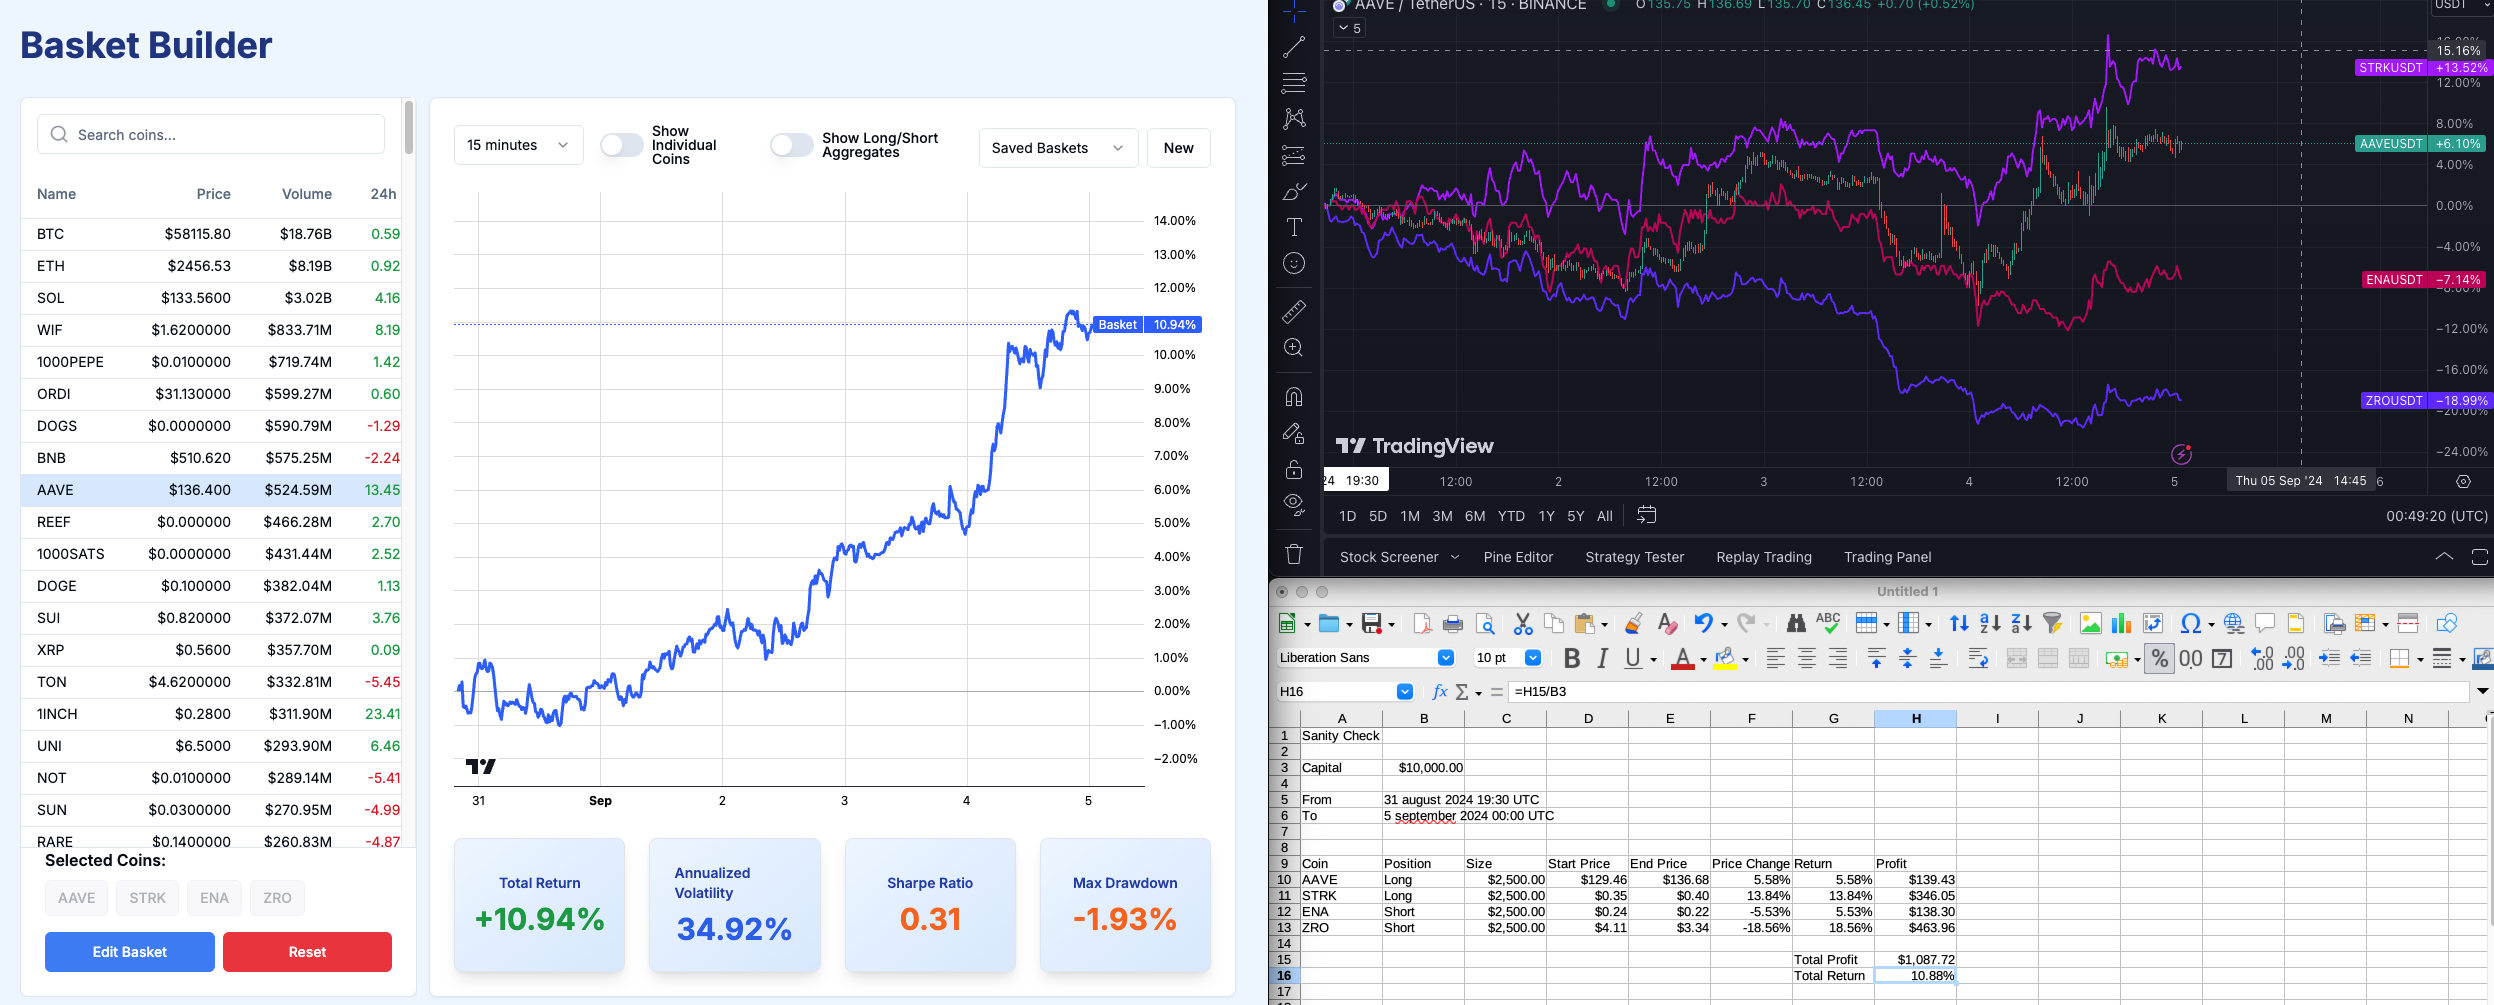 Basket Builder
Search coins...
Name Price Volume 24h
BTC $58115.80 $18.76B 0.59
ETH $2456.53 $8.19B 0.92
SOL $133.5600 $3.02B 4.16
WIF $1.6200000 $833.71M 8.19
1000PEPE $0.0100000 $719.74M 1.42
ORDI $31.130000 $599.27M 0.60
DOGS $0.0000000 $590.79M -1.29
BNB $510.620 $575.25M -2.24
AAVE $136.400 $524.59M 13.45
REEF $0.000000 $466.28M 2.70
1000SATS $0.0000000 $431.44M 2.52
DOGE $0.100000 $382.04M 1.13
SUI $0.820000 $372.07M 3.76
XRP $0.5600 $357.70M 0.09
TON $4.6200000 $332.81M -5.45
1INCH $0.2800 $311.90M 23.41
UNI $6.5000 $293.90M 6.46
NOT $0.0100000 $289.14M -5.41
SUN $0.0300000 $270.95M -4.99
RARE $0.1400000 $260.83M -4.87
Selected Coins:
AAVE STRK ENA ZRO
Edit Basket Reset
15 minutes
Show Individual Coins
Show Long/Short Aggregates
Saved Baskets
New
14.00%
13.00%
12.00%
Basket 10.94%
10.00%
9.00%
8.00%
7.00%
6.00%
5.00%
4.00%
3.00%
2.00%
1.00%
0.00%
−1.00%
−2.00%
31 Sep 2 3 4 5
Total Return
+10.94%
Annualized Volatility
34.92%
Sharpe Ratio
0.31
Max Drawdown
-1.93%
AAVE / TetherUS · 15 · BINANCE O135.75 H136.69 L135.70 C136.45 +0.70 (+0.52%)
USDT
5
15.16%
STRKUSDT +13.52%
12.00%
8.00%
AAVEUSDT +6.10%
4.00%
0.00%
−4.00%
ENAUSDT −7.14%
−8.00%
−12.00%
−16.00%
ZROUSDT −18.99%
−20.00%
−24.00%
TradingView
24 19:30 12:00 2 12:00 3 12:00 4 12:00 5 Thu 05 Sep '24 14:45 6
1D 5D 1M 3M 6M YTD 1Y 5Y All 00:49:20 (UTC)
Stock Screener Pine Editor Strategy Tester Replay Trading Trading Panel
Untitled 1
Liberation Sans 10 pt
H16 =H15/B3
A B C D E F G H I J K L M N
1 Sanity Check
2
3 Capital $10,000.00
4
5 From 31 august 2024 19:30 UTC
6 To 5 september 2024 00:00 UTC
7
8
9 Coin Position Size Start Price End Price Price Change Return Profit
10 AAVE Long $2,500.00 $129.46 $136.68 5.58% 5.58% $139.43
11 STRK Long $2,500.00 $0.35 $0.40 13.84% 13.84% $346.05
12 ENA Short $2,500.00 $0.24 $0.22 -5.53% 5.53% $138.30
13 ZRO Short $2,500.00 $4.11 $3.34 -18.56% 18.56% $463.96
14
15 Total Profit $1,087.72
16 Total Return 10.88%
17